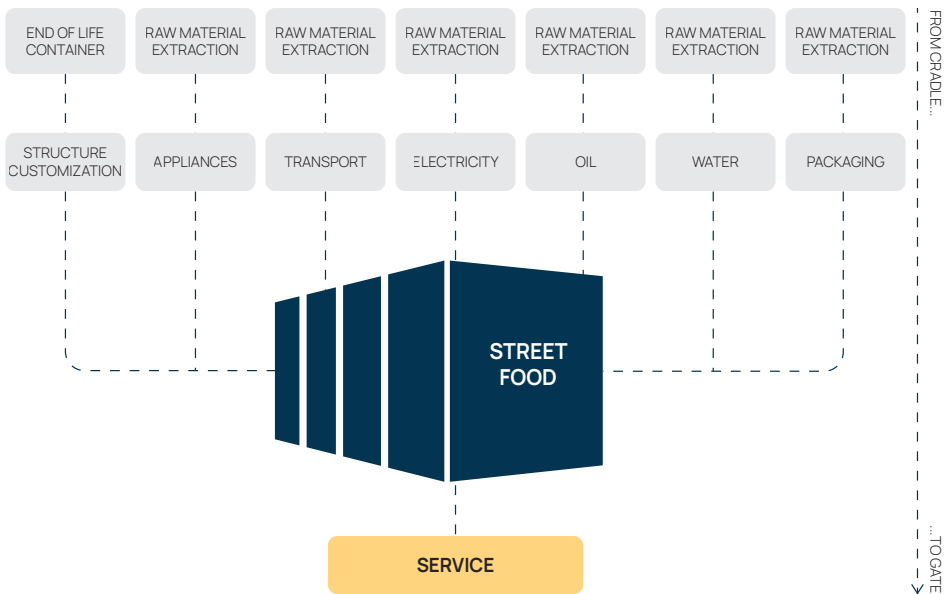 END OF LIFE
CONTAINER
RAW MATERIAL
EXTRACTION
RAW MATERIAL
EXTRACTION
RAW MATERIAL
EXTRACTION
RAW MATERIAL
EXTRACTION
RAW MATERIAL
EXTRACTION
RAW MATERIAL
EXTRACTION
FROM CRADLE...
STRUCTURE
CUSTOMIZATION
APPLIANCES
TRANSPORT
ELECTRICITY
OIL
WATER
PACKAGING
STREET
FOOD
...TO GATE
SERVICE